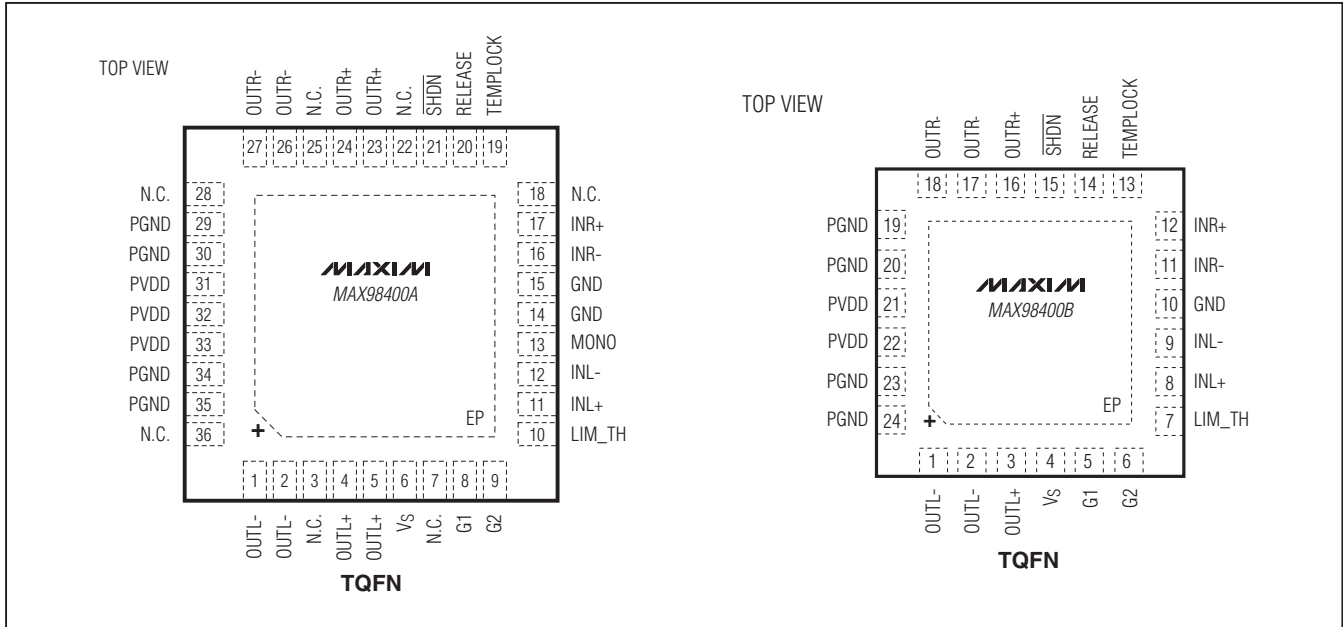 TOP VIEW
OUTR-
OUTR-
N.C.
OUTR+
OUTR+
N.C.
SHDN
RELEASE
TEMPLOCK
27 26 25 24 23 22 21 20 19
N.C. 28
PGND 29
PGND 30
PVDD 31
PVDD 32
PVDD 33
PGND 34
PGND 35
N.C. 36
18 N.C.
17 INR+
16 INR-
15 GND
14 GND
13 MONO
12 INL-
11 INL+
10 LIM_TH
MAXIM
MAX98400A
EP
+
1 2 3 4 5 6 7 8 9
OUTL-
OUTL-
N.C.
OUTL+
OUTL+
VS
N.C.
G1
G2
TQFN
TOP VIEW
OUTR-
OUTR-
OUTR+
SHDN
RELEASE
TEMPLOCK
18 17 16 15 14 13
PGND 19
PGND 20
PVDD 21
PVDD 22
PGND 23
PGND 24
12 INR+
11 INR-
10 GND
9 INL-
8 INL+
7 LIM_TH
MAXIM
MAX98400B
EP
+
1 2 3 4 5 6
OUTL-
OUTL-
OUTL+
VS
G1
G2
TQFN